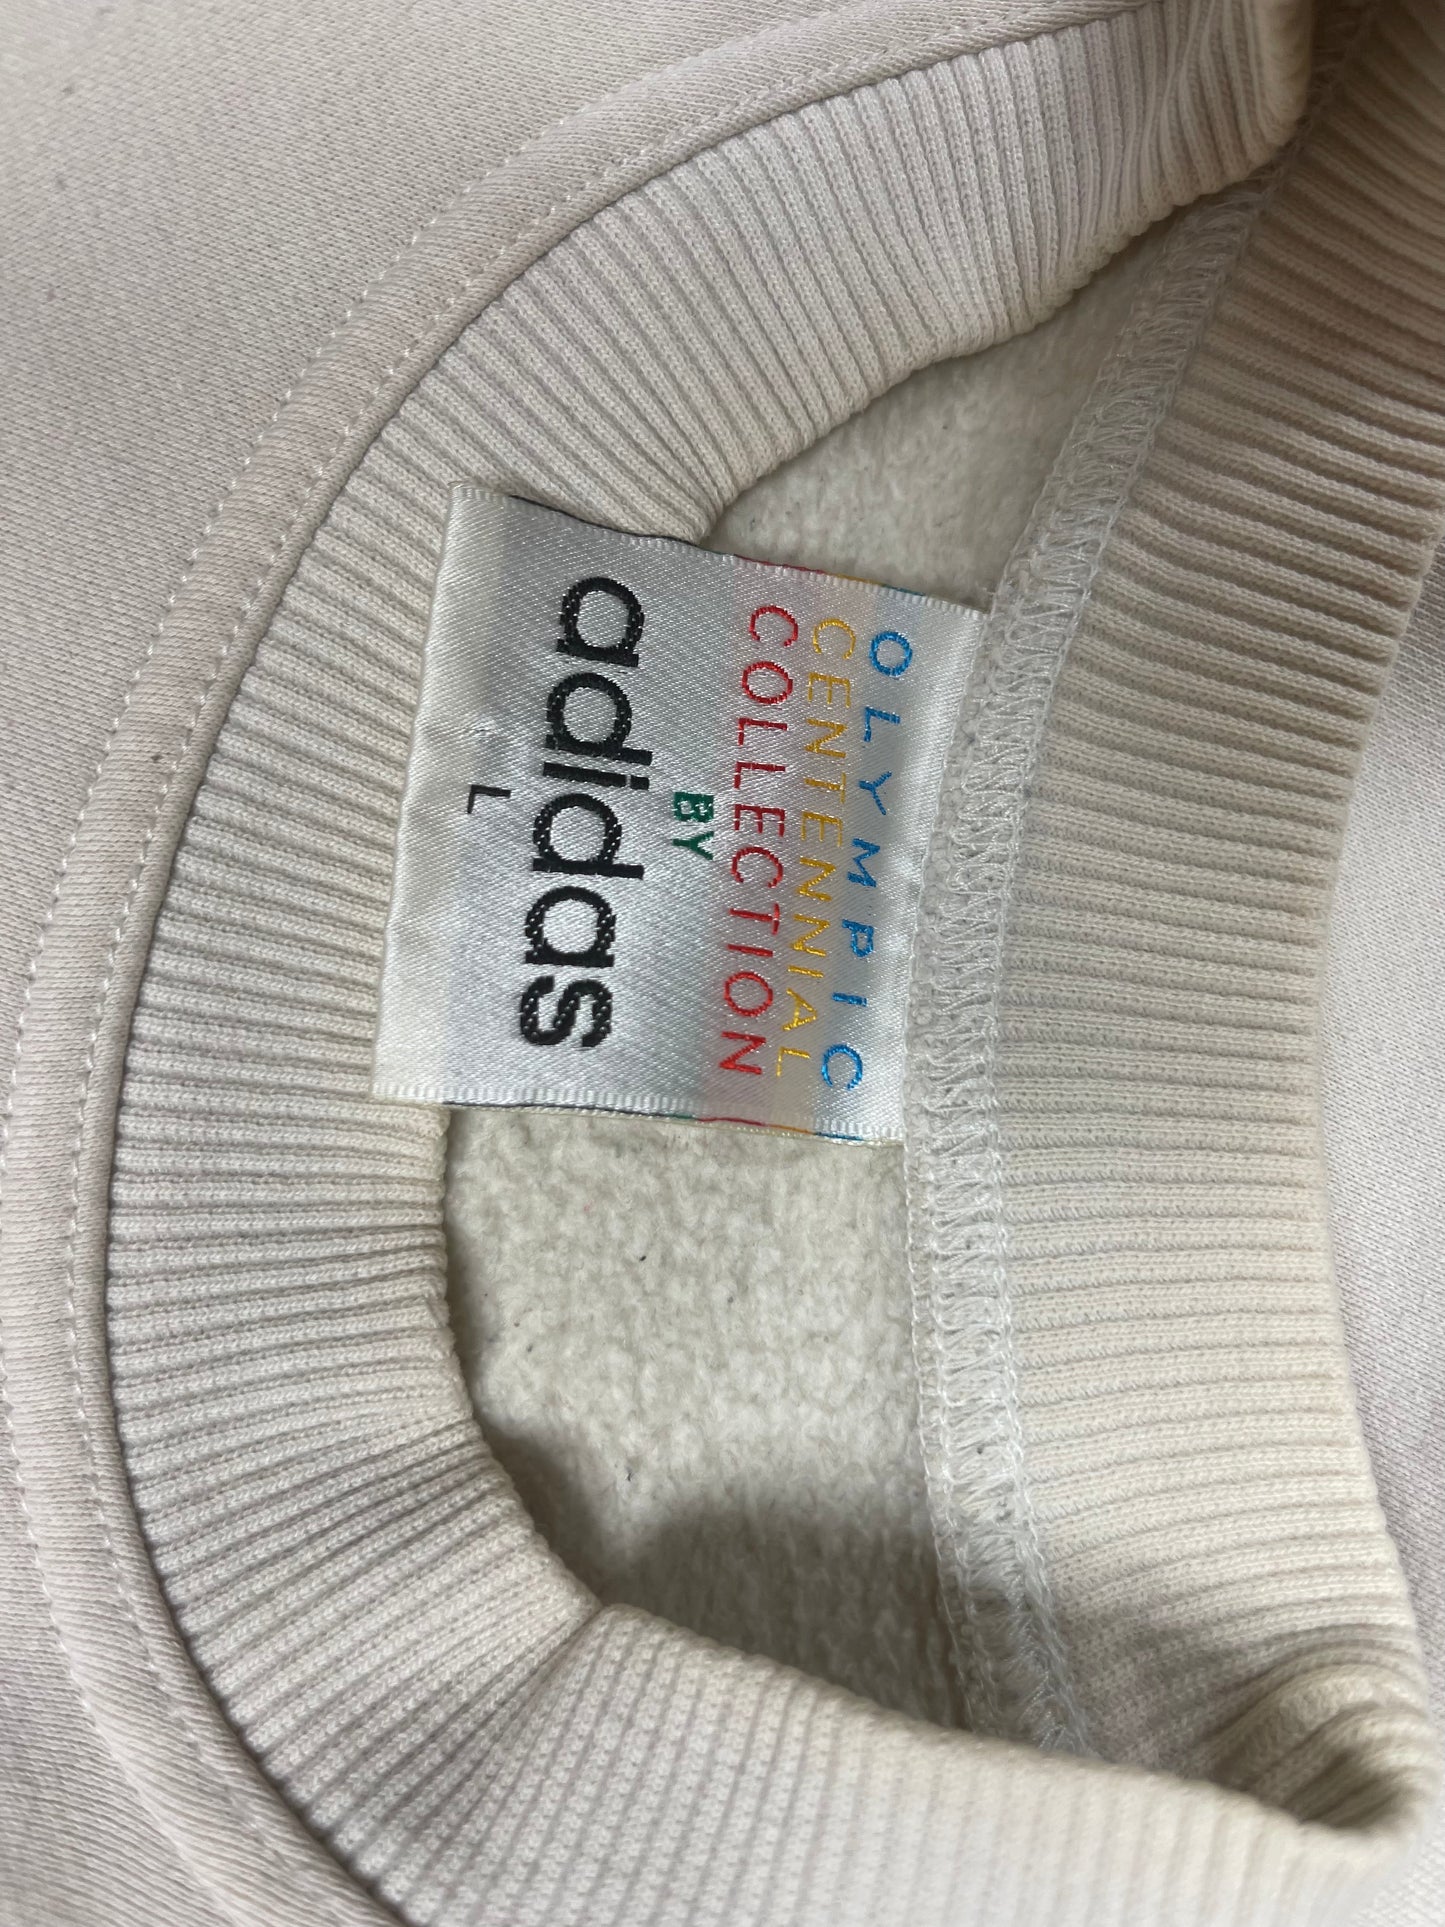 OLYMPIC
CENTENNIAL
COLLECTION
BY
adidas
L